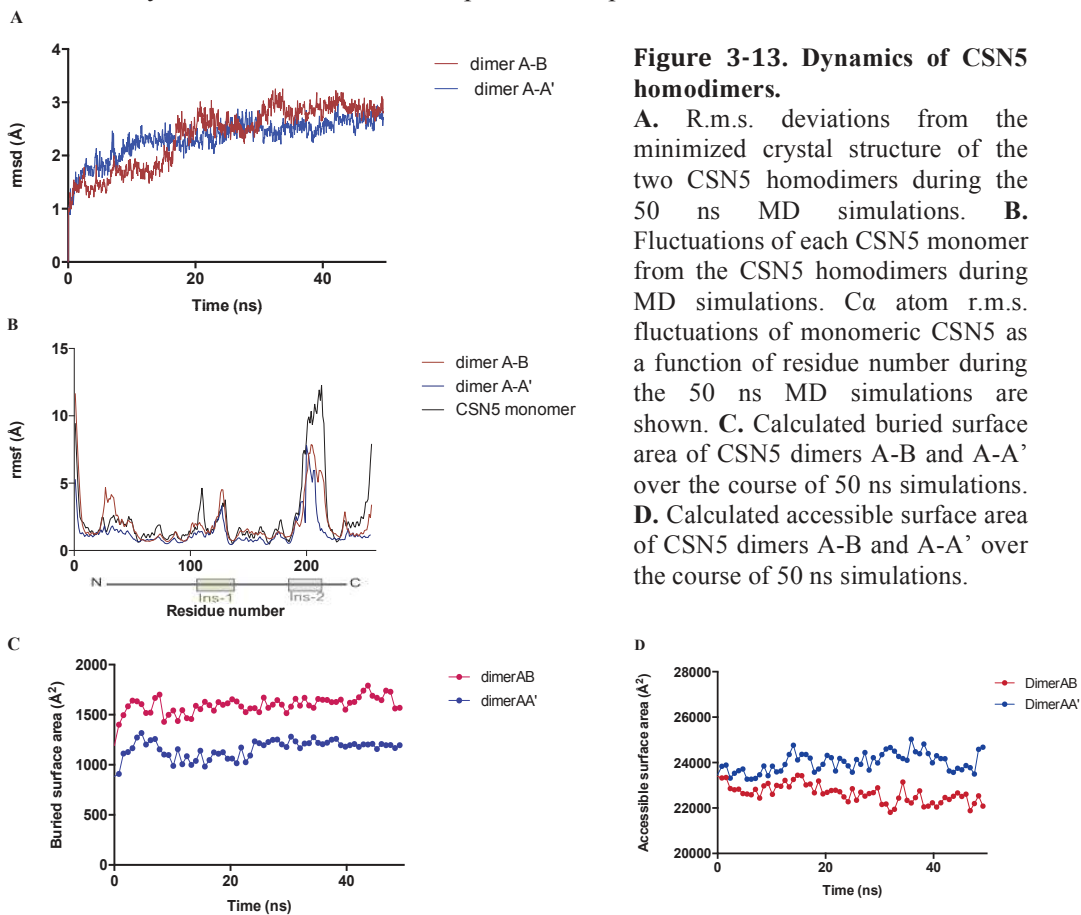 A
4
3
2
1
0
rmsd (Å)
0
20
40
Time (ns)
dimer A-B
dimer A-A'
B
15
10
5
0
rmsf (Å)
0
100
200
N
C
Ins-1
Ins-2
Residue number
dimer A-B
dimer A-A'
CSN5 monomer
Figure 3-13. Dynamics of CSN5
homodimers.
A. R.m.s. deviations from the
minimized crystal structure of the
two CSN5 homodimers during the
50 ns MD simulations. B.
Fluctuations of each CSN5 monomer
from the CSN5 homodimers during
MD simulations. Cα atom r.m.s.
fluctuations of monomeric CSN5 as
a function of residue number during
the 50 ns MD simulations are
shown. C. Calculated buried surface
area of CSN5 dimers A-B and A-A’
over the course of 50 ns simulations.
D. Calculated accessible surface area
of CSN5 dimers A-B and A-A’ over
the course of 50 ns simulations.
C
2000
1500
1000
500
0
Buried surface area (Å²)
0
20
40
Time (ns)
dimerAB
dimerAA'
D
28000
26000
24000
22000
20000
Accessible surface area (Å²)
0
20
40
Time (ns)
DimerAB
DimerAA'